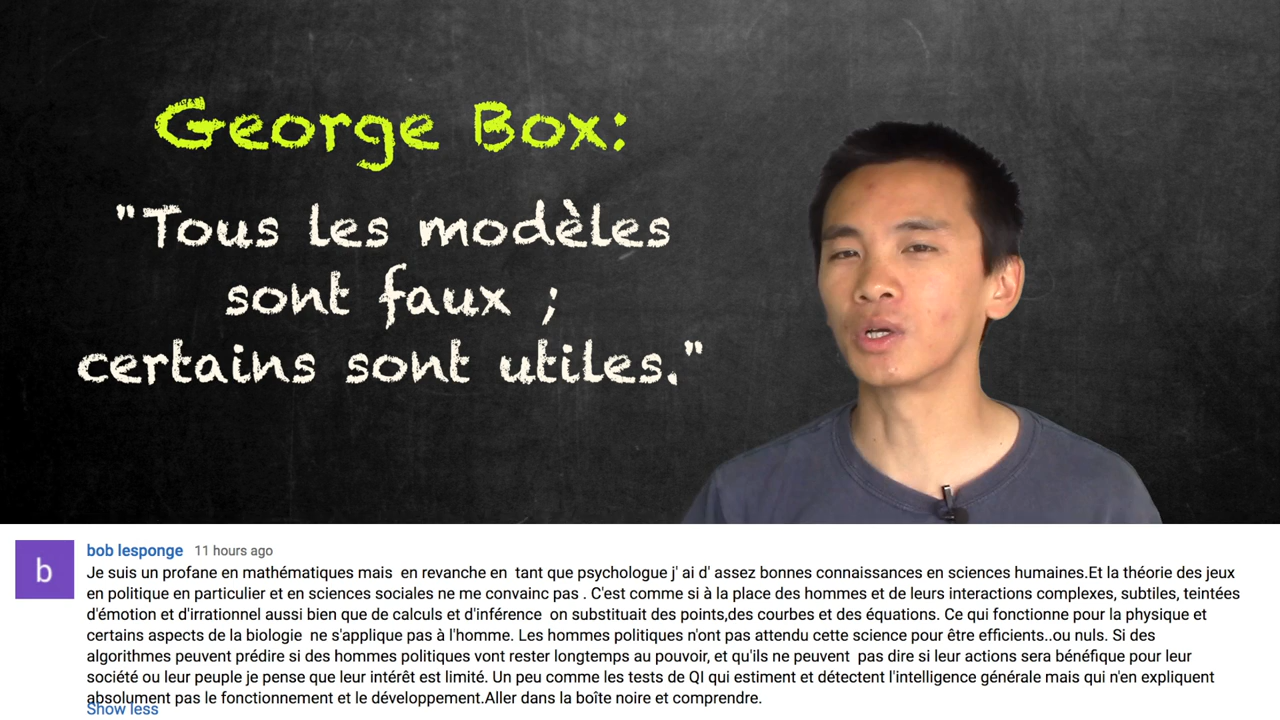 George Box:
"Tous les modèles
sont faux ;
certains sont utiles."
b
bob lesponge 11 hours ago
Je suis un profane en mathématiques mais en revanche en tant que psychologue j' ai d' assez bonnes connaissances en sciences humaines.Et la théorie des jeux
en politique en particulier et en sciences sociales ne me convainc pas . C'est comme si à la place des hommes et de leurs interactions complexes, subtiles, teintées
d'émotion et d'irrationnel aussi bien que de calculs et d'inférence on substituait des points,des courbes et des équations. Ce qui fonctionne pour la physique et
certains aspects de la biologie ne s'applique pas à l'homme. Les hommes politiques n'ont pas attendu cette science pour être efficients..ou nuls. Si des
algorithmes peuvent prédire si des hommes politiques vont rester longtemps au pouvoir, et qu'ils ne peuvent pas dire si leur actions sera bénéfique pour leur
société ou leur peuple je pense que leur intérêt est limité. Un peu comme les tests de QI qui estiment et détectent l'intelligence générale mais qui n'en expliquent
absolument pas le fonctionnement et le développement.Aller dans la boîte noire et comprendre.
Show less